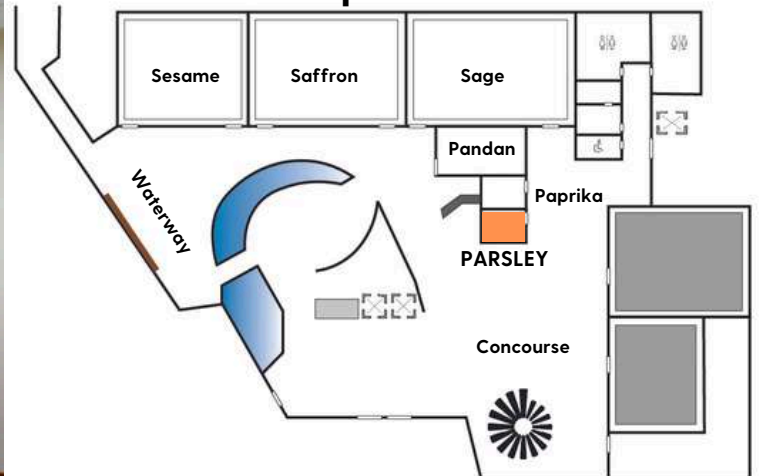 Sesame
Saffron
Sage
Pandan
Waterway
Paprika
PARSLEY
Concourse